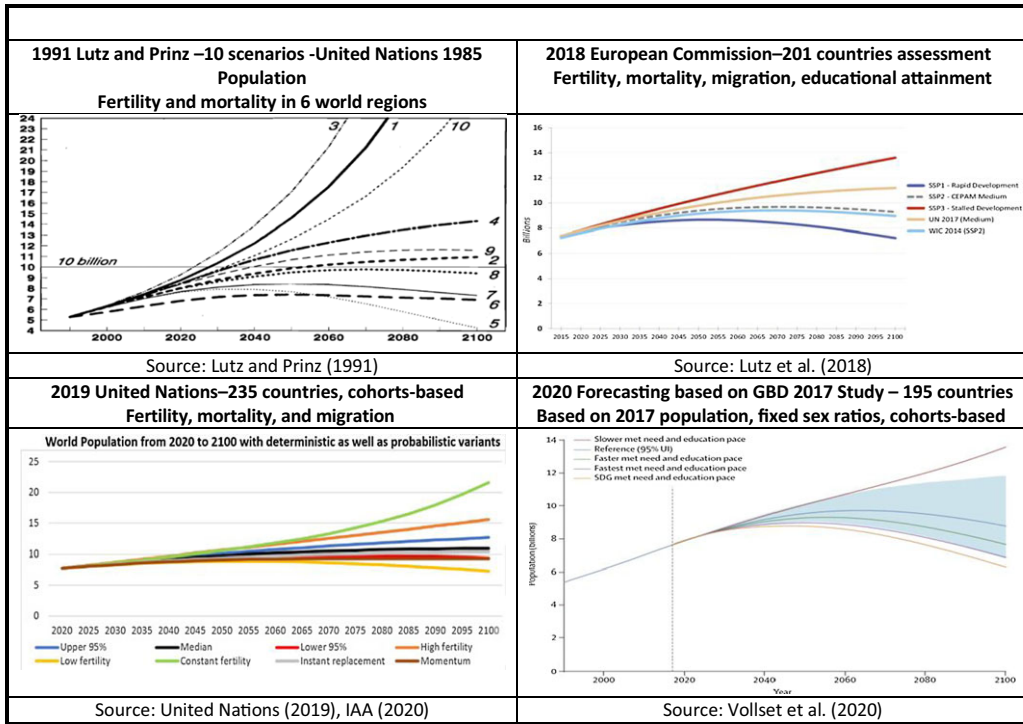 1991 Lutz and Prinz –10 scenarios -United Nations 1985
Population
Fertility and mortality in 6 world regions
2018 European Commission–201 countries assessment
Fertility, mortality, migration, educational attainment
24
23
22
21
20
19
18
17
16
15
14
13
12
11
10
9
8
7
6
5
4
10 billion
3
1
10
4
9
2
8
7
6
5
2000 2020 2040 2060 2080 2100
16
14
12
10
8
6
4
2
0
Billions
SSP1 - Rapid Development
SSP2 - CEPAM Medium
SSP3 - Stalled Development
UN 2017 (Medium)
WIC 2014 (SSP2)
2015 2020 2025 2030 2035 2040 2045 2050 2055 2060 2065 2070 2075 2080 2085 2090 2095 2100
Source: Lutz and Prinz (1991)
Source: Lutz et al. (2018)
2019 United Nations–235 countries, cohorts-based
Fertility, mortality, and migration
2020 Forecasting based on GBD 2017 Study – 195 countries
Based on 2017 population, fixed sex ratios, cohorts-based
World Population from 2020 to 2100 with deterministic as well as probabilistic variants
25
20
15
10
5
0
2020 2025 2030 2035 2040 2045 2050 2055 2060 2065 2070 2075 2080 2085 2090 2095 2100
Upper 95% Median Lower 95% High fertility
Low fertility Constant fertility Instant replacement Momentum
14
12
10
8
6
4
2
0
Population (billions)
Slower met need and education pace
Reference (95% UI)
Faster met need and education pace
Fastest met need and education pace
SDG met need and education pace
2000 2020 2040 2060 2080 2100
Year
Source: United Nations (2019), IAA (2020)
Source: Vollset et al. (2020)